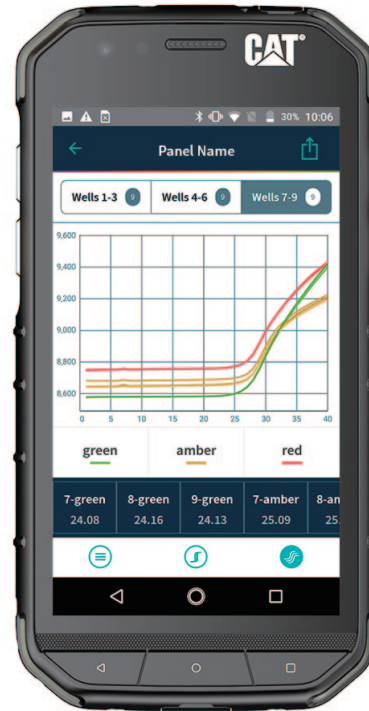 CAT
30% 10:06
Panel Name
Wells 1-3 9 Wells 4-6 9 Wells 7-9 9
9,600
9,400
9,200
9,000
8,800
8,600
0 5 10 15 20 25 30 35 40
green amber red
7-green 8-green 9-green 7-amber 8-am
24.08 24.16 24.13 25.09 25.